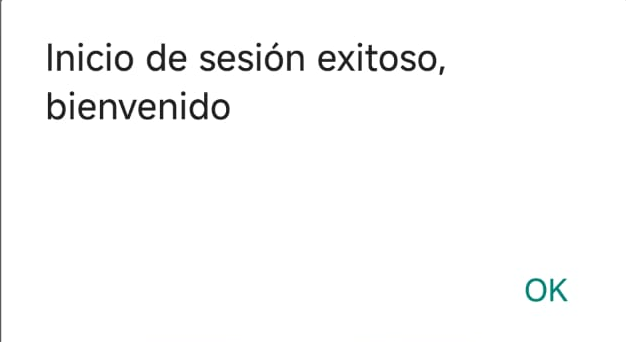 Inicio de sesión exitoso,
bienvenido
OK